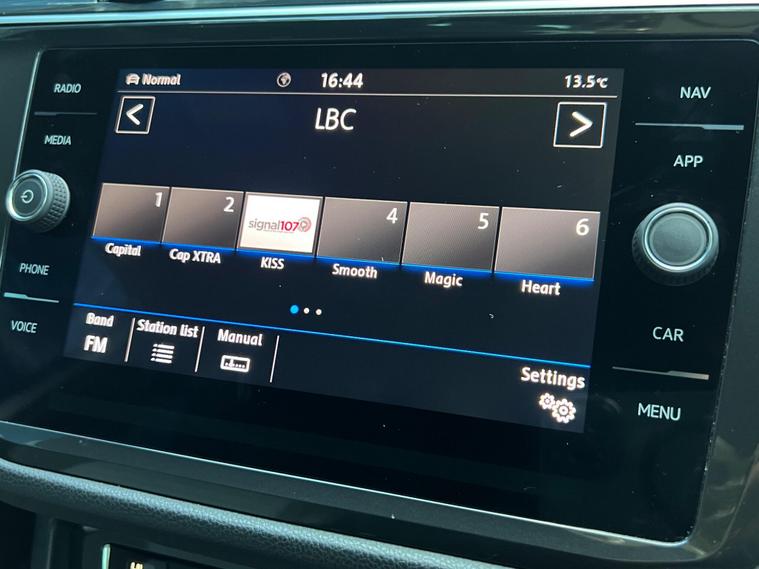 RADIO
MEDIA
PHONE
VOICE
Normal
16:44
13.5°C
<
LBC
>
1
2
signal107
4
5
6
Capital
Cap XTRA
KISS
Smooth
Magic
Heart
Band
FM
Station list
Manual
Settings
NAV
APP
CAR
MENU